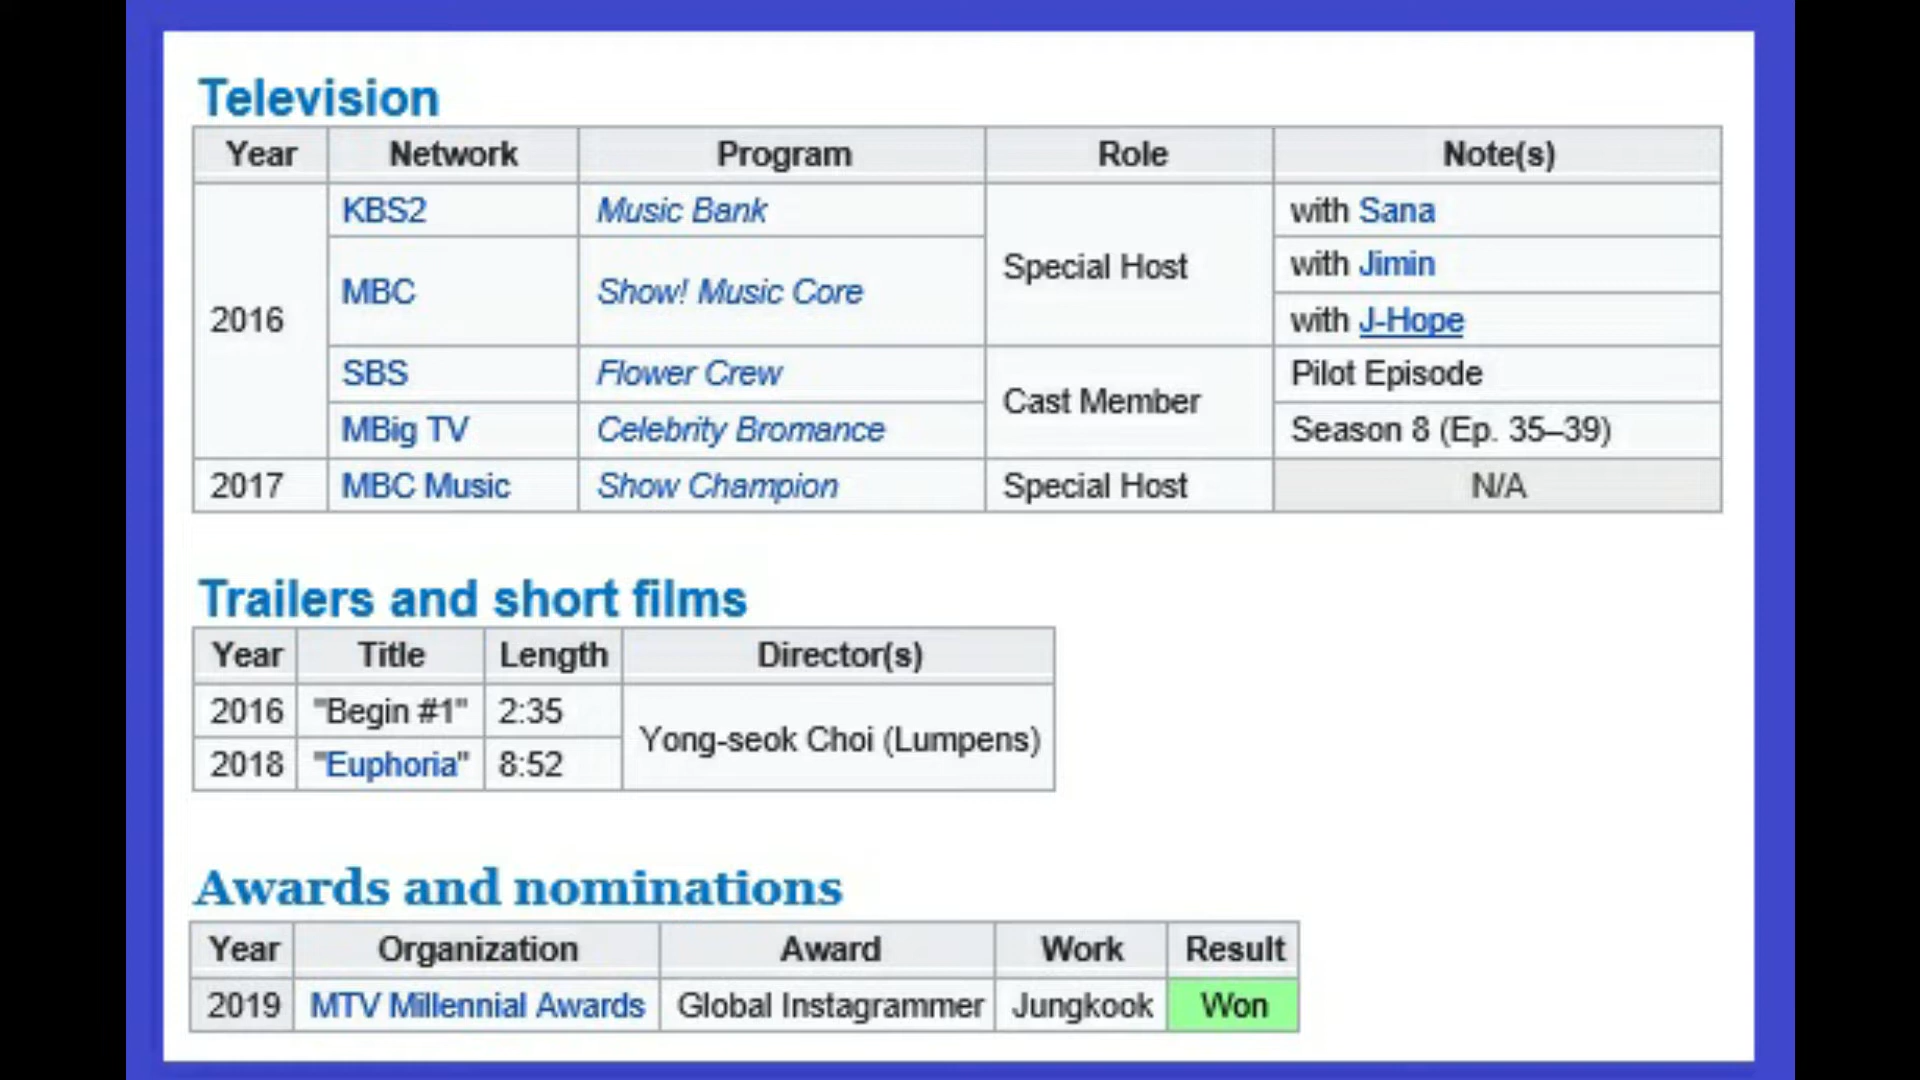 Television
Year Network Program Role Note(s)
2016 KBS2 Music Bank Special Host with Sana
MBC Show! Music Core with Jimin
with J-Hope
SBS Flower Crew Cast Member Pilot Episode
MBig TV Celebrity Bromance Season 8 (Ep. 35–39)
2017 MBC Music Show Champion Special Host N/A
Trailers and short films
Year Title Length Director(s)
2016 "Begin #1" 2:35 Yong-seok Choi (Lumpens)
2018 "Euphoria" 8:52
Awards and nominations
Year Organization Award Work Result
2019 MTV Millennial Awards Global Instagrammer Jungkook Won